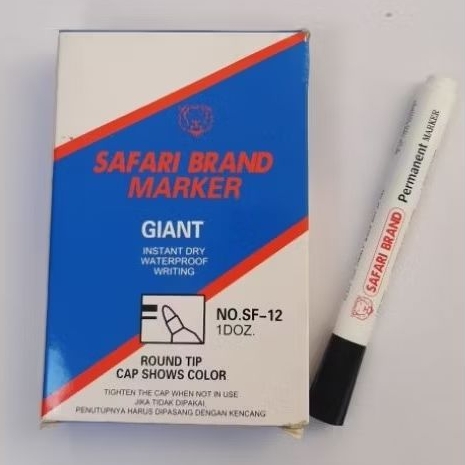 SAFARI BRAND
MARKER
GIANT
INSTANT DRY
WATERPROOF
WRITING
NO.SF-12
1DOZ.
ROUND TIP
CAP SHOWS COLOR
TIGHTEN THE CAP WHEN NOT IN USE
JIKA TIDAK DIPAKAI.
PENUTUPNYA HARUS DIPASANG DENGAN KENCANG
SAFARI BRAND Permanent MARKER